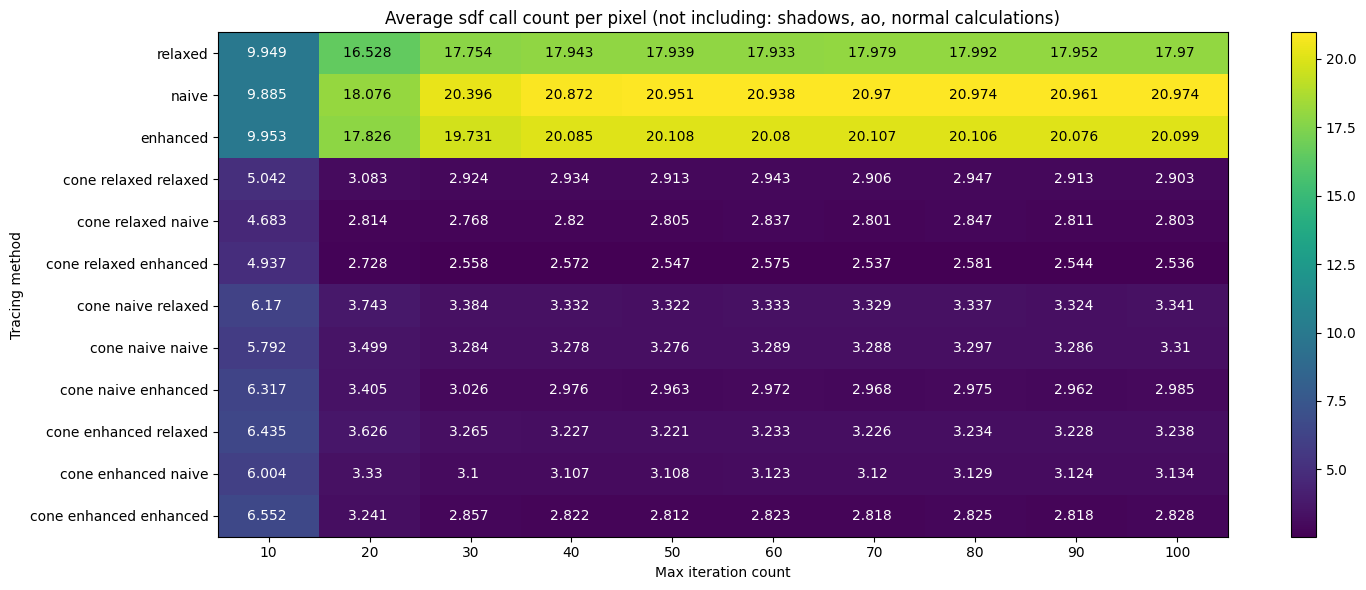 Average sdf call count per pixel (not including: shadows, ao, normal calculations)
relaxed 9.949 16.528 17.754 17.943 17.939 17.933 17.979 17.992 17.952 17.97
naive 9.885 18.076 20.396 20.872 20.951 20.938 20.97 20.974 20.961 20.974
enhanced 9.953 17.826 19.731 20.085 20.108 20.08 20.107 20.106 20.076 20.099
cone relaxed relaxed 5.042 3.083 2.924 2.934 2.913 2.943 2.906 2.947 2.913 2.903
cone relaxed naive 4.683 2.814 2.768 2.82 2.805 2.837 2.801 2.847 2.811 2.803
cone relaxed enhanced 4.937 2.728 2.558 2.572 2.547 2.575 2.537 2.581 2.544 2.536
cone naive relaxed 6.17 3.743 3.384 3.332 3.322 3.333 3.329 3.337 3.324 3.341
cone naive naive 5.792 3.499 3.284 3.278 3.276 3.289 3.288 3.297 3.286 3.31
cone naive enhanced 6.317 3.405 3.026 2.976 2.963 2.972 2.968 2.975 2.962 2.985
cone enhanced relaxed 6.435 3.626 3.265 3.227 3.221 3.233 3.226 3.234 3.228 3.238
cone enhanced naive 6.004 3.33 3.1 3.107 3.108 3.123 3.12 3.129 3.124 3.134
cone enhanced enhanced 6.552 3.241 2.857 2.822 2.812 2.823 2.818 2.825 2.818 2.828
10 20 30 40 50 60 70 80 90 100
Max iteration count
Tracing method
20.0
17.5
15.0
12.5
10.0
7.5
5.0